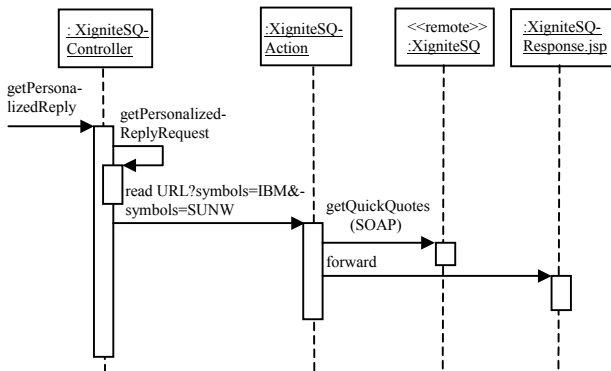 : XigniteSQ-
Controller
:XigniteSQ-
Action
<<remote>>
:XigniteSQ
:XigniteSQ-
Response.jsp
getPersona-
lizedReply
getPersonalized-
ReplyRequest
read URL?symbols=IBM&-
symbols=SUNW
getQuickQuotes
(SOAP)
forward